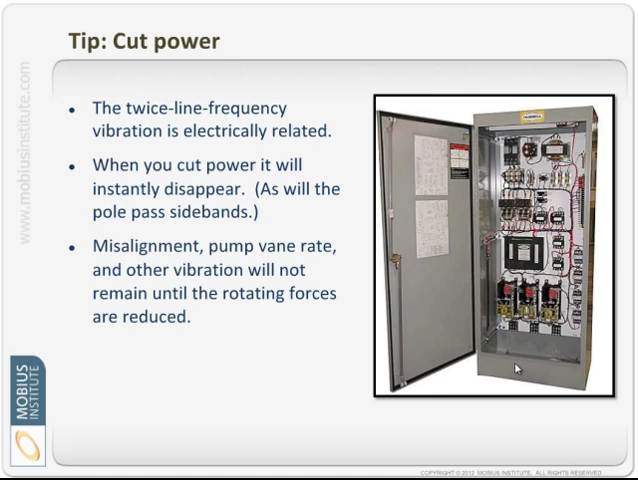 Tip: Cut power
www.mobiusinstitute.com
• The twice-line-frequency
vibration is electrically related.
• When you cut power it will
instantly disappear. (As will the
pole pass sidebands.)
• Misalignment, pump vane rate,
and other vibration will not
remain until the rotating forces
are reduced.
MOBIUS
INSTITUTE
COPYRIGHT © 2012 MOBIUS INSTITUTE. ALL RIGHTS RESERVED